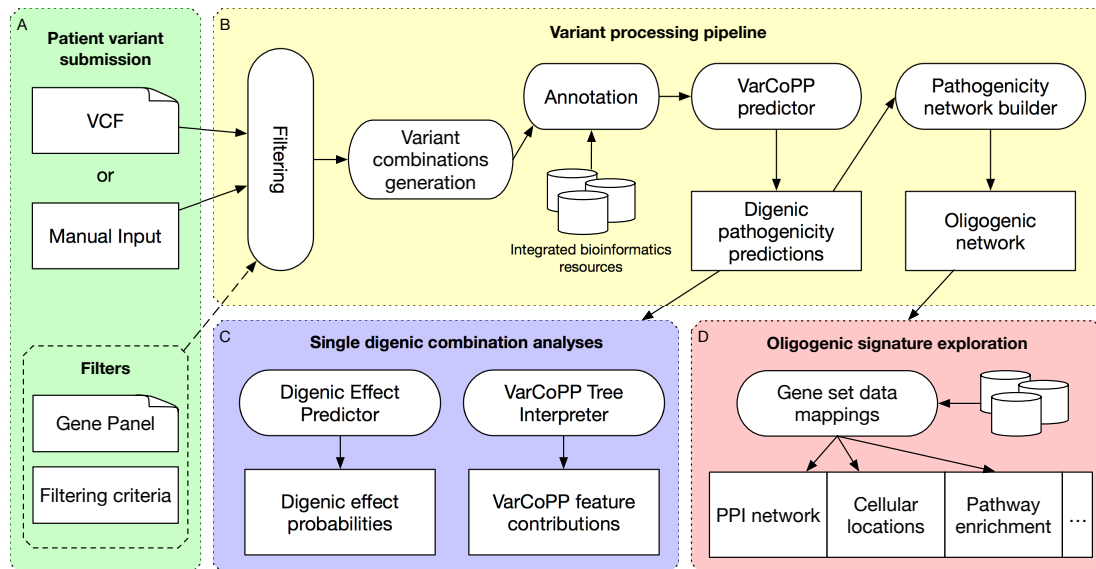 A
Patient variant
submission
VCF
or
Manual Input
Filters
Gene Panel
Filtering criteria
B
Variant processing pipeline
Filtering
Variant
combinations
generation
Annotation
Integrated bioinformatics
resources
VarCoPP
predictor
Digenic
pathogenicity
predictions
Pathogenicity
network builder
Oligogenic
network
C
Single digenic combination analyses
Digenic Effect
Predictor
Digenic effect
probabilities
VarCoPP Tree
Interpreter
VarCoPP feature
contributions
D
Oligogenic signature exploration
Gene set data
mappings
PPI network
Cellular
locations
Pathway
enrichment
...